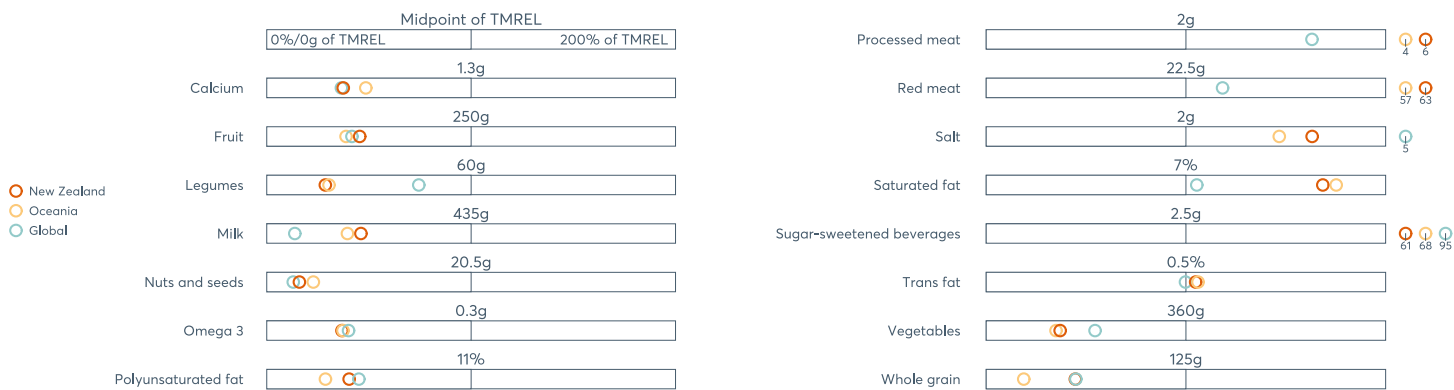 Midpoint of TMREL
0%/0g of TMREL 200% of TMREL
1.3g
Calcium
250g
Fruit
60g
Legumes
435g
Milk
20.5g
Nuts and seeds
0.3g
Omega 3
11%
Polyunsaturated fat
New Zealand
Oceania
Global
2g
Processed meat
4 6
22.5g
Red meat
57 63
2g
Salt
5
7%
Saturated fat
2.5g
Sugar-sweetened beverages
61 68 95
0.5%
Trans fat
360g
Vegetables
125g
Whole grain